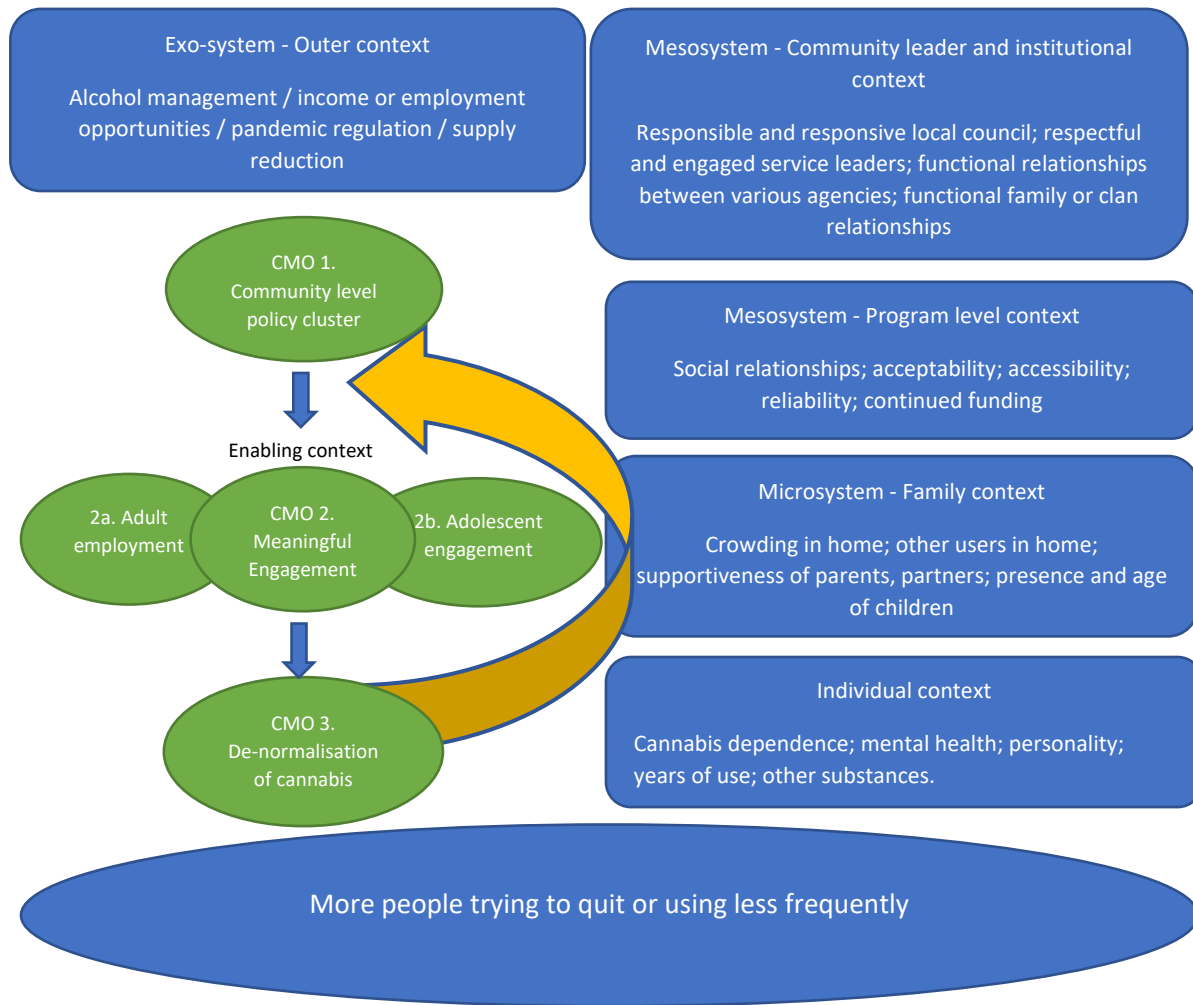 Exo-system - Outer context
Alcohol management / income or employment
opportunities / pandemic regulation / supply
reduction
Mesosystem - Community leader and institutional
context
Responsible and responsive local council; respectful
and engaged service leaders; functional relationships
between various agencies; functional family or clan
relationships
CMO 1.
Community level
policy cluster
Mesosystem - Program level context
Social relationships; acceptability; accessibility;
reliability; continued funding
Enabling context
2a. Adult
employment
CMO 2.
Meaningful
Engagement
2b. Adolescent
engagement
Microsystem - Family context
Crowding in home; other users in home;
supportiveness of parents, partners; presence and age
of children
CMO 3.
De-normalisation
of cannabis
Individual context
Cannabis dependence; mental health; personality;
years of use; other substances.
More people trying to quit or using less frequently